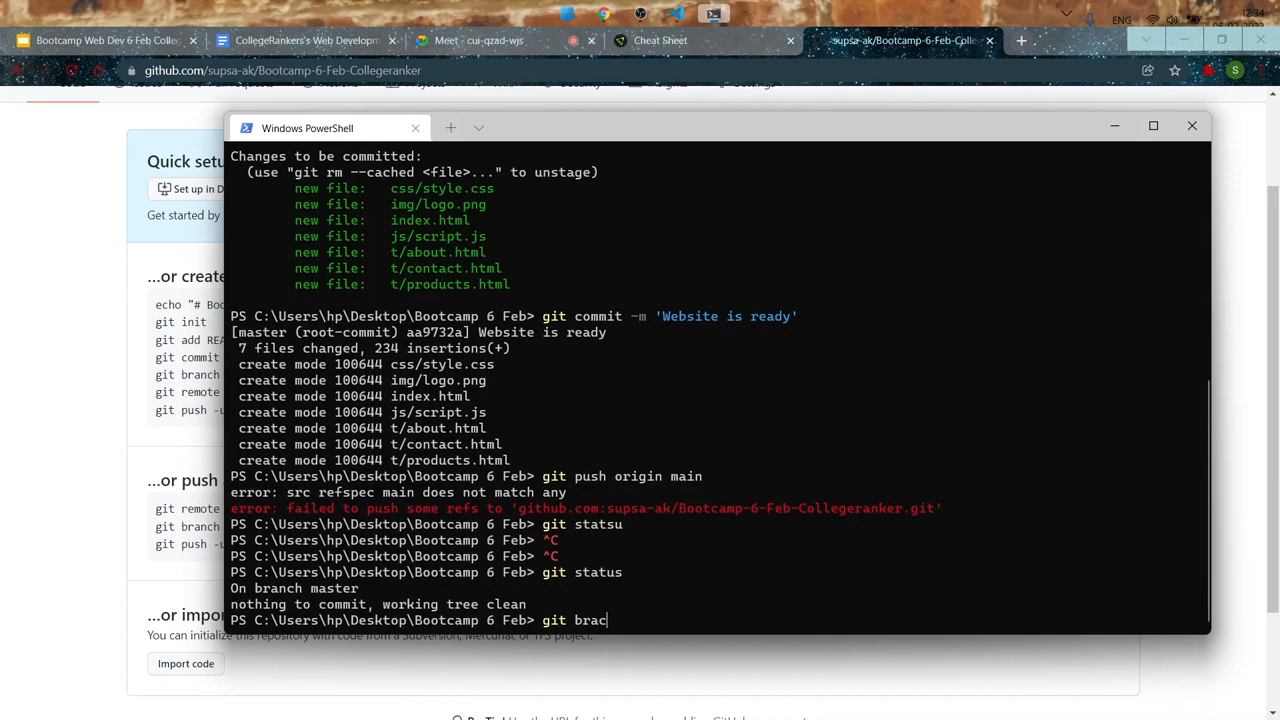 ENG
12:34
Bootcamp Web Dev 6 Feb Colleg
CollegeRankers's Web Developm
Meet - cui-qzad-wjs
Cheat Sheet
supsa-ak/Bootcamp-6-Feb-Colle
github.com/supsa-ak/Bootcamp-6-Feb-Collegeranker
S
Windows PowerShell
Quick setu
Set up in D
Get started by
…or create
echo "# Boo
git init
git add REA
git commit
git branch
git remote
git push -u
…or push
git remote
git branch
git push -u
…or impor
You can initialize this repository with code from a Subversion, Mercurial, or TFS project.
Import code
Changes to be committed:
(use "git rm --cached <file>..." to unstage)
new file: css/style.css
new file: img/logo.png
new file: index.html
new file: js/script.js
new file: t/about.html
new file: t/contact.html
new file: t/products.html
PS C:\Users\hp\Desktop\Bootcamp 6 Feb> git commit -m 'Website is ready'
[master (root-commit) aa9732a] Website is ready
7 files changed, 234 insertions(+)
create mode 100644 css/style.css
create mode 100644 img/logo.png
create mode 100644 index.html
create mode 100644 js/script.js
create mode 100644 t/about.html
create mode 100644 t/contact.html
create mode 100644 t/products.html
PS C:\Users\hp\Desktop\Bootcamp 6 Feb> git push origin main
error: src refspec main does not match any
error: failed to push some refs to 'github.com:supsa-ak/Bootcamp-6-Feb-Collegeranker.git'
PS C:\Users\hp\Desktop\Bootcamp 6 Feb> git statsu
PS C:\Users\hp\Desktop\Bootcamp 6 Feb> ^C
PS C:\Users\hp\Desktop\Bootcamp 6 Feb> ^C
PS C:\Users\hp\Desktop\Bootcamp 6 Feb> git status
On branch master
nothing to commit, working tree clean
PS C:\Users\hp\Desktop\Bootcamp 6 Feb> git brac